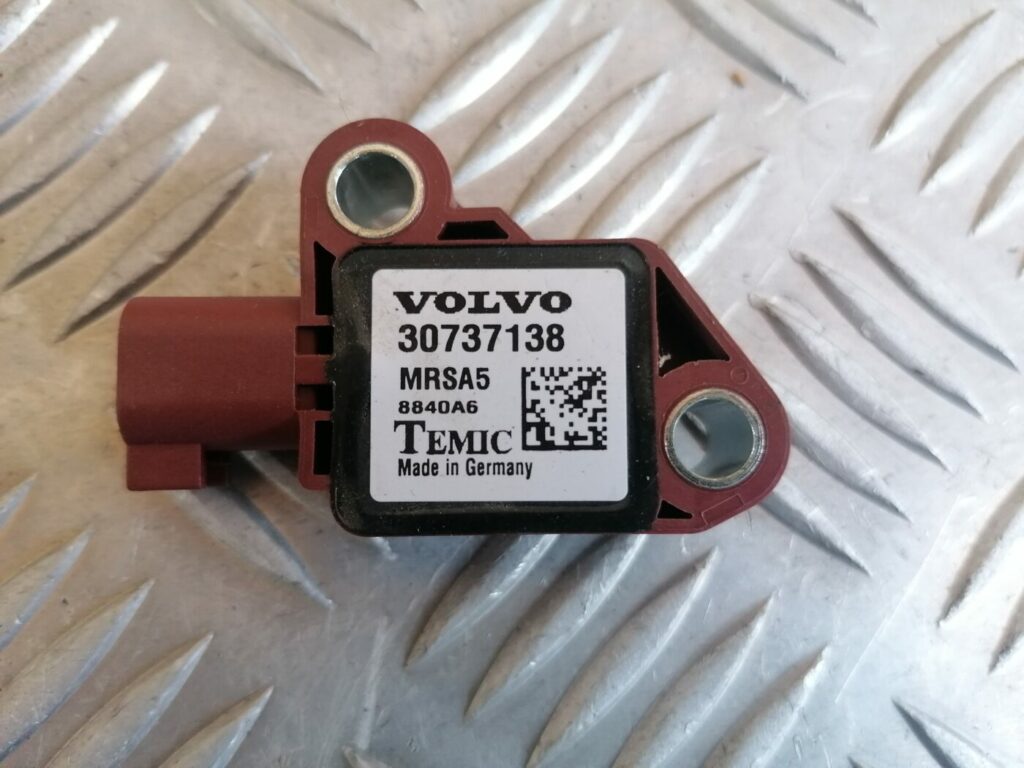 VOLVO
30737138
MRSA5
8840A6
TEMIC
Made in Germany